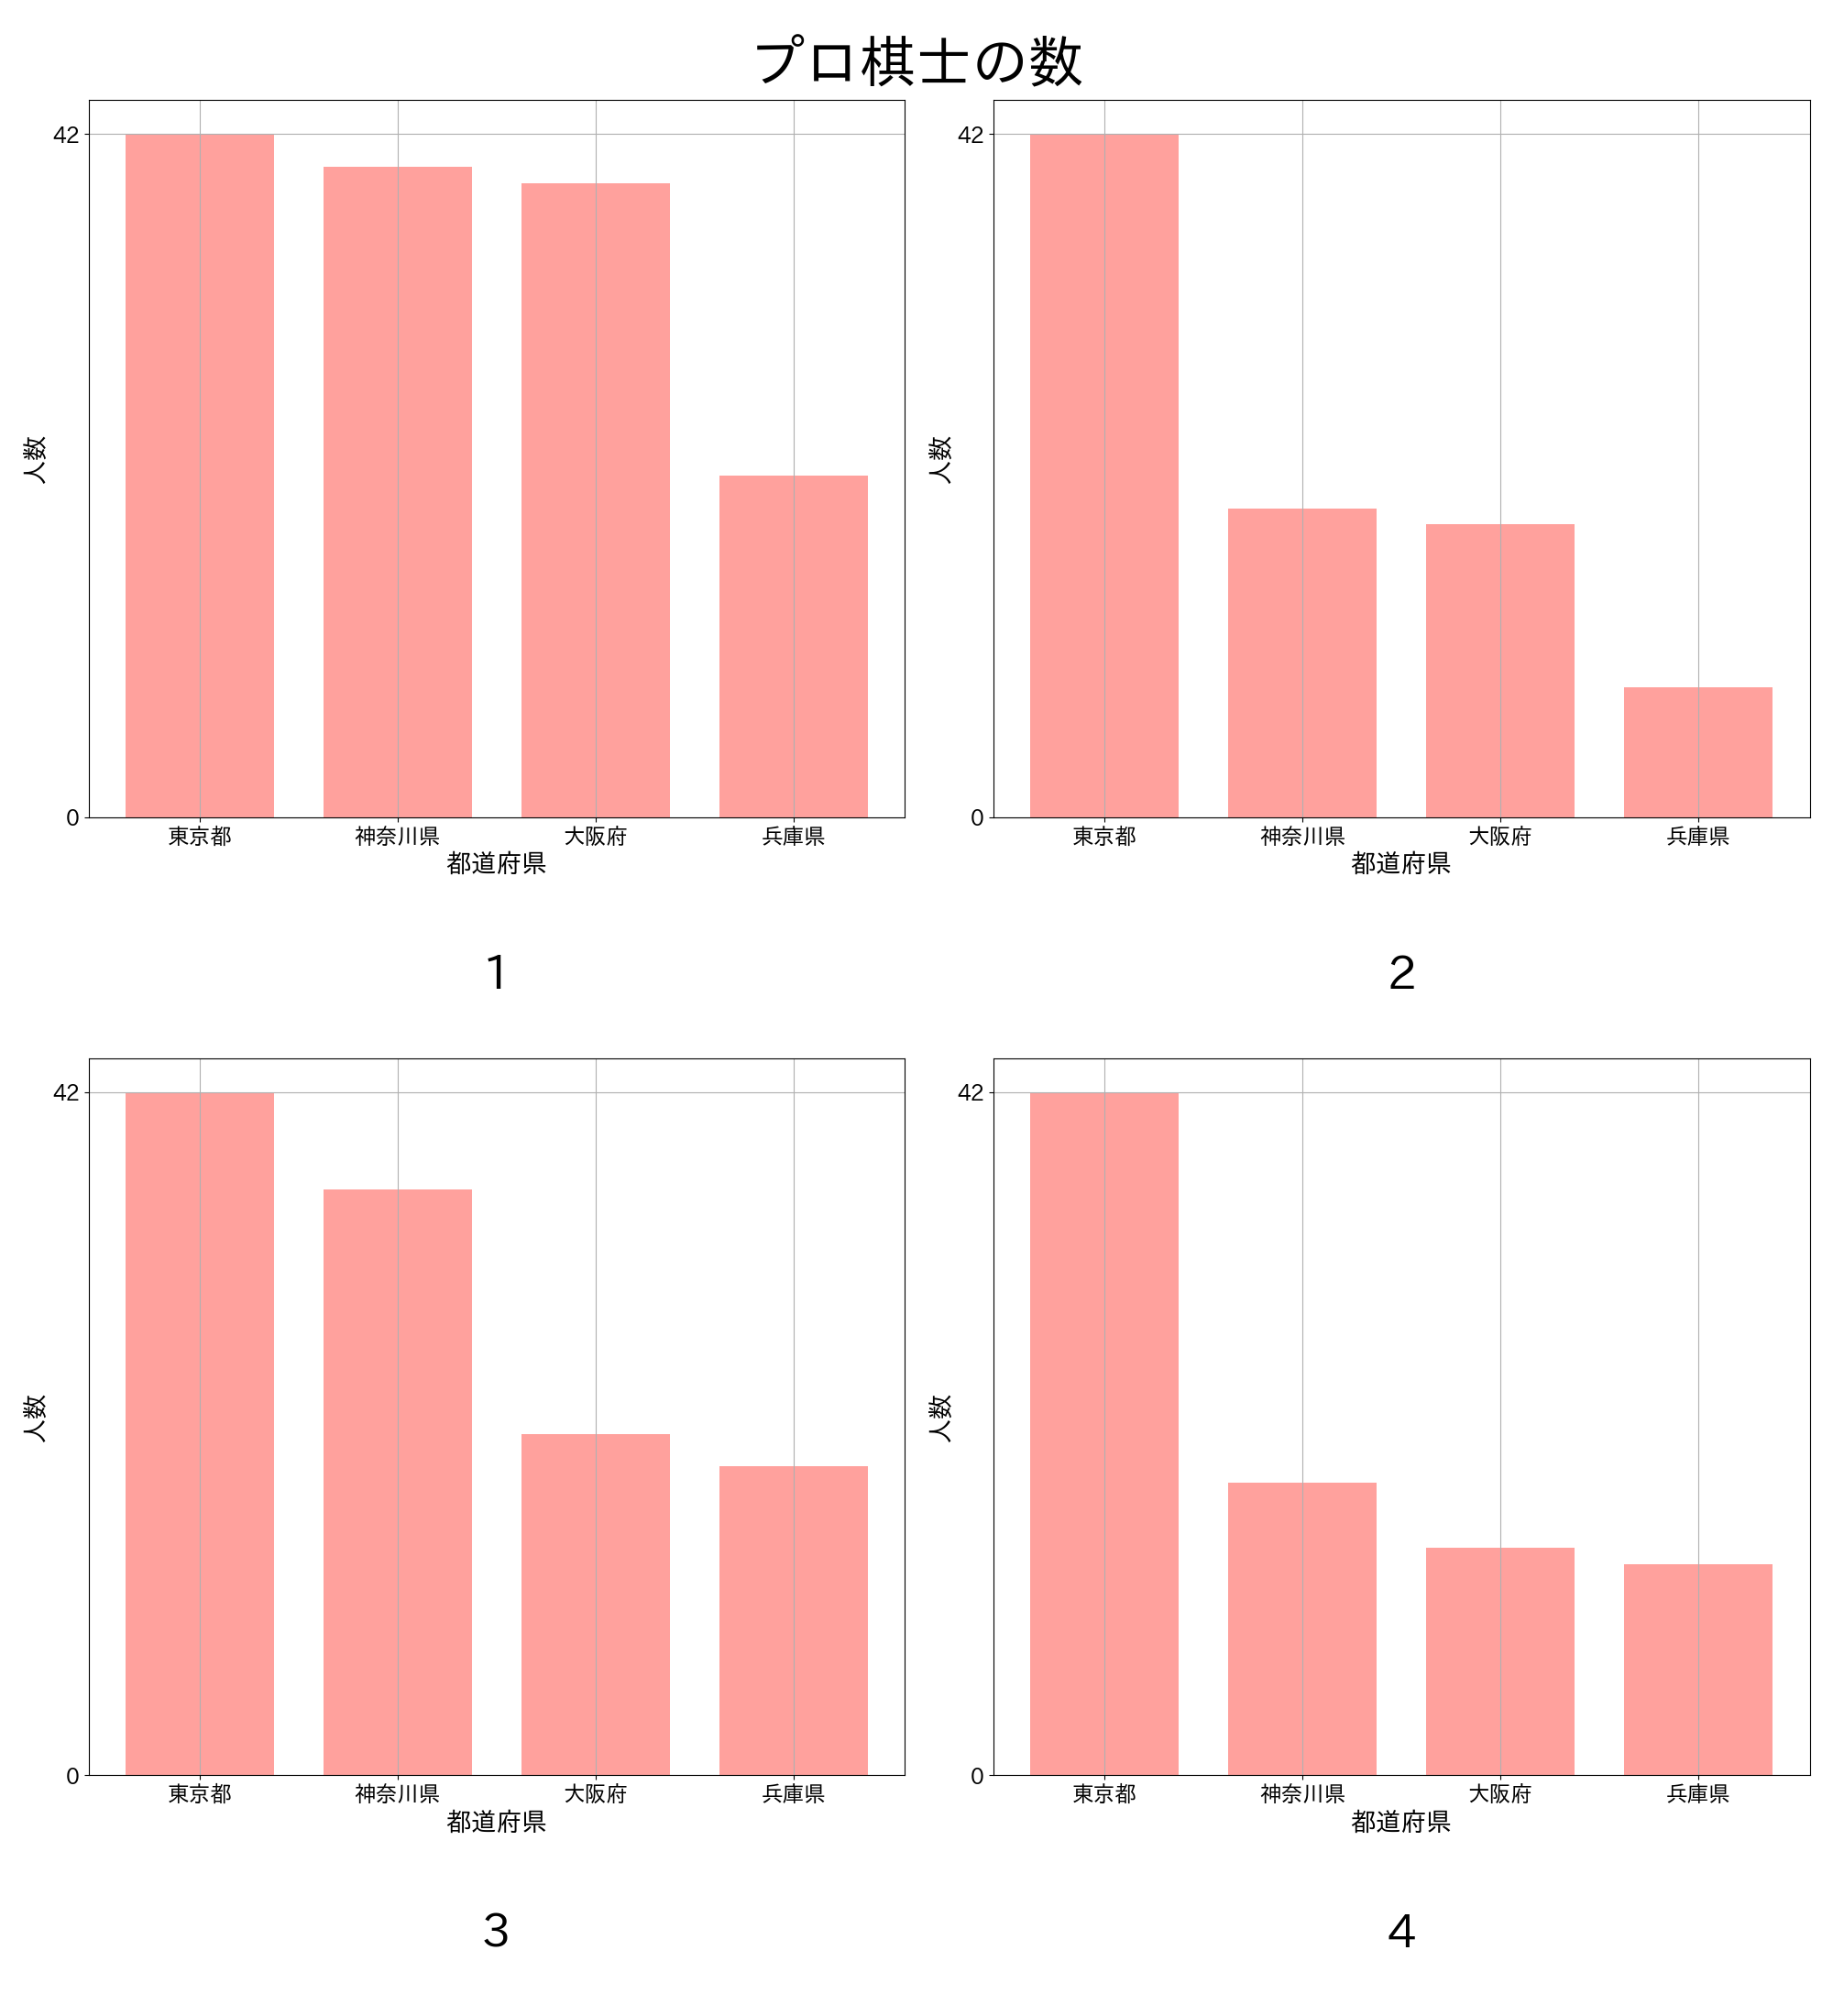 プロ棋士の数
42
0
人数
東京都 神奈川県 大阪府 兵庫県
都道府県
1
42
0
人数
東京都 神奈川県 大阪府 兵庫県
都道府県
2
42
0
人数
東京都 神奈川県 大阪府 兵庫県
都道府県
3
42
0
人数
東京都 神奈川県 大阪府 兵庫県
都道府県
4